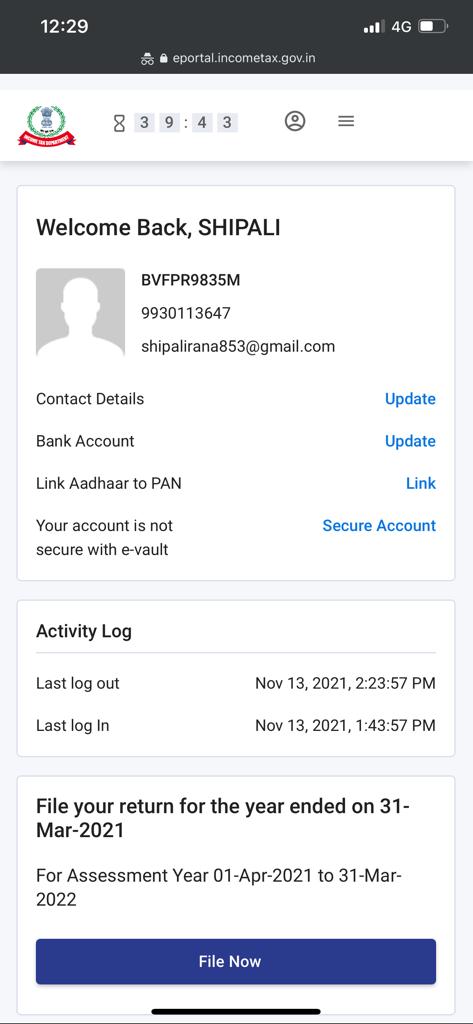 12:29
4G
eportal.incometax.gov.in
INCOME TAX DEPARTMENT
3 9 : 4 3
Welcome Back, SHIPALI
BVFPR9835M
9930113647
shipalirana853@gmail.com
Contact Details Update
Bank Account Update
Link Aadhaar to PAN Link
Your account is not Secure Account
secure with e-vault
Activity Log
Last log out Nov 13, 2021, 2:23:57 PM
Last log In Nov 13, 2021, 1:43:57 PM
File your return for the year ended on 31-
Mar-2021
For Assessment Year 01-Apr-2021 to 31-Mar-
2022
File Now